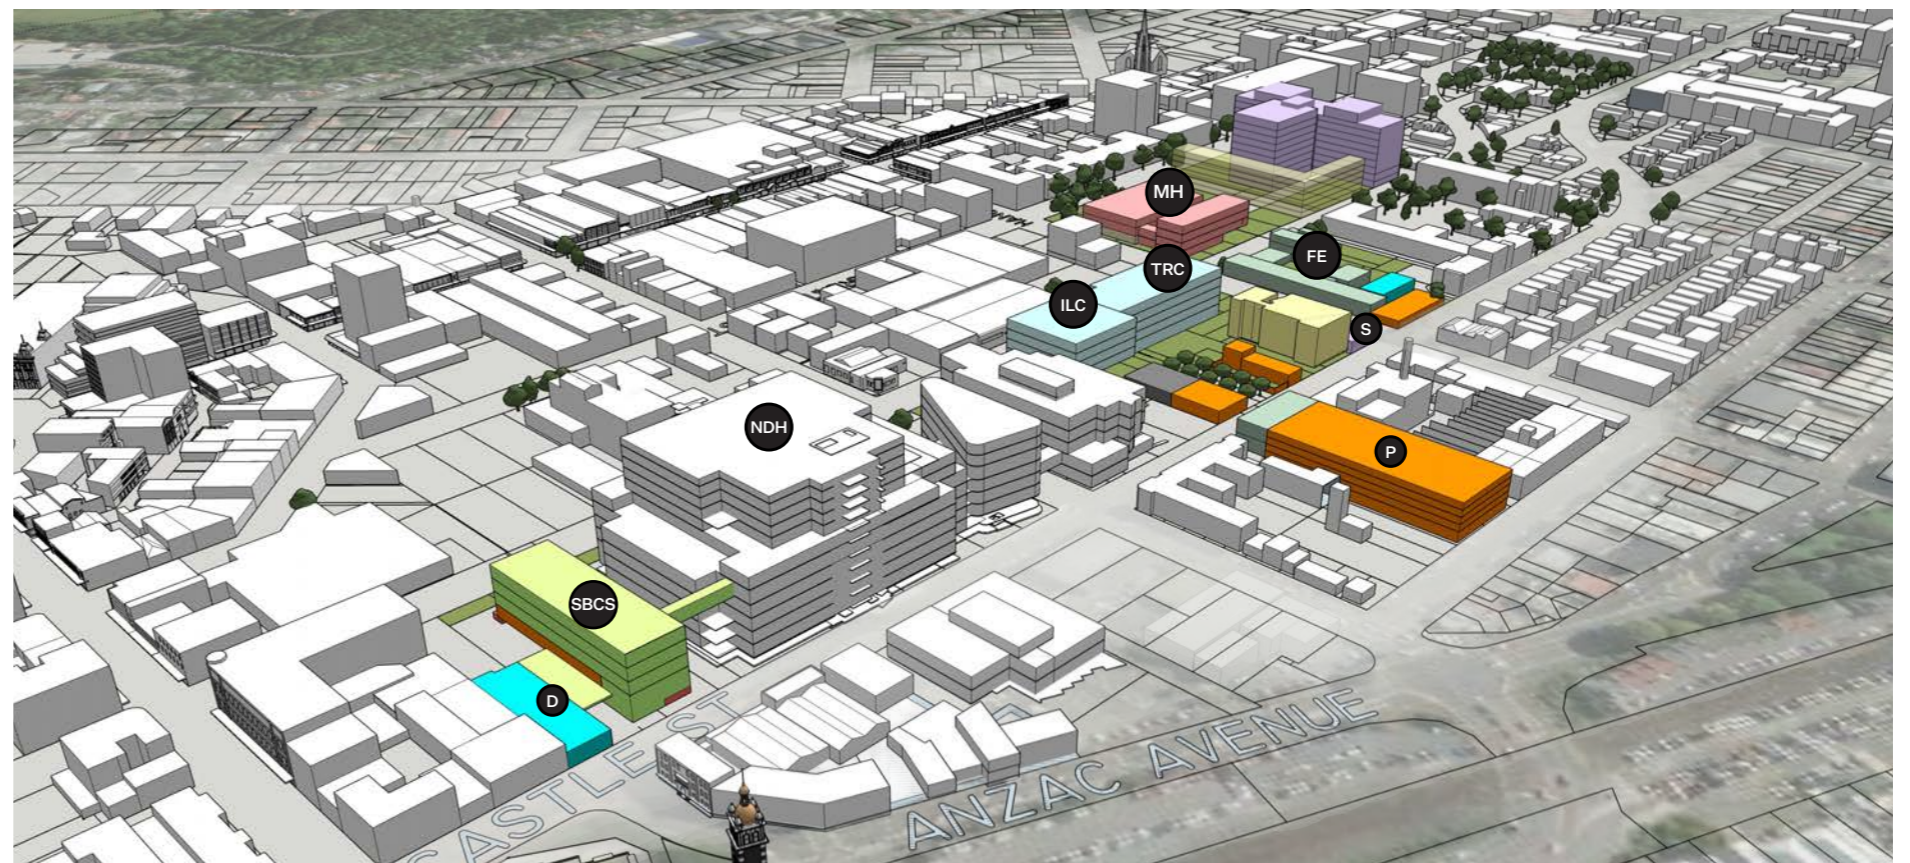 MH
TRC
FE
ILC
S
NDH
P
SBCS
D
CASTLE ST
ANZAC AVENUE